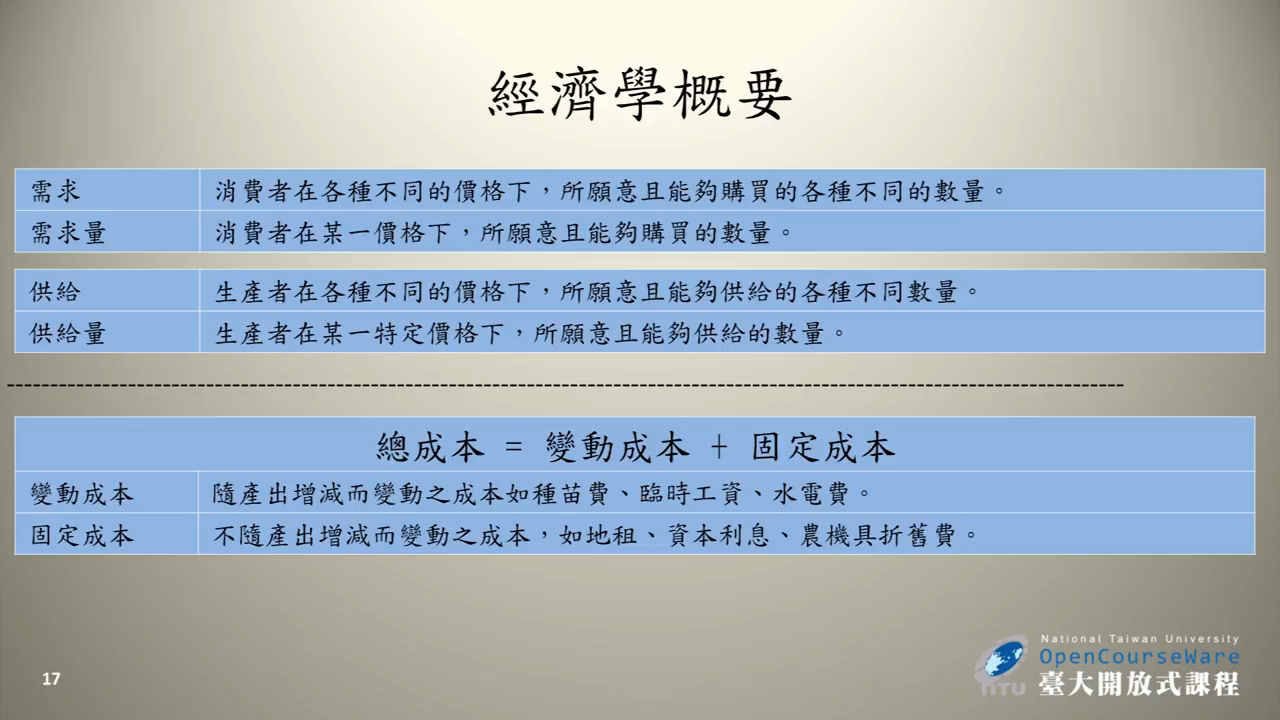 經濟學概要
需求 消費者在各種不同的價格下，所願意且能夠購買的各種不同的數量。
需求量 消費者在某一價格下，所願意且能夠購買的數量。
供給 生產者在各種不同的價格下，所願意且能夠供給的各種不同數量。
供給量 生產者在某一特定價格下，所願意且能夠供給的數量。
總成本 = 變動成本 + 固定成本
變動成本 隨產出增減而變動之成本如種苗費、臨時工資、水電費。
固定成本 不隨產出增減而變動之成本，如地租、資本利息、農機具折舊費。
National Taiwan University
OpenCourseWare
NTU 臺大開放式課程
17